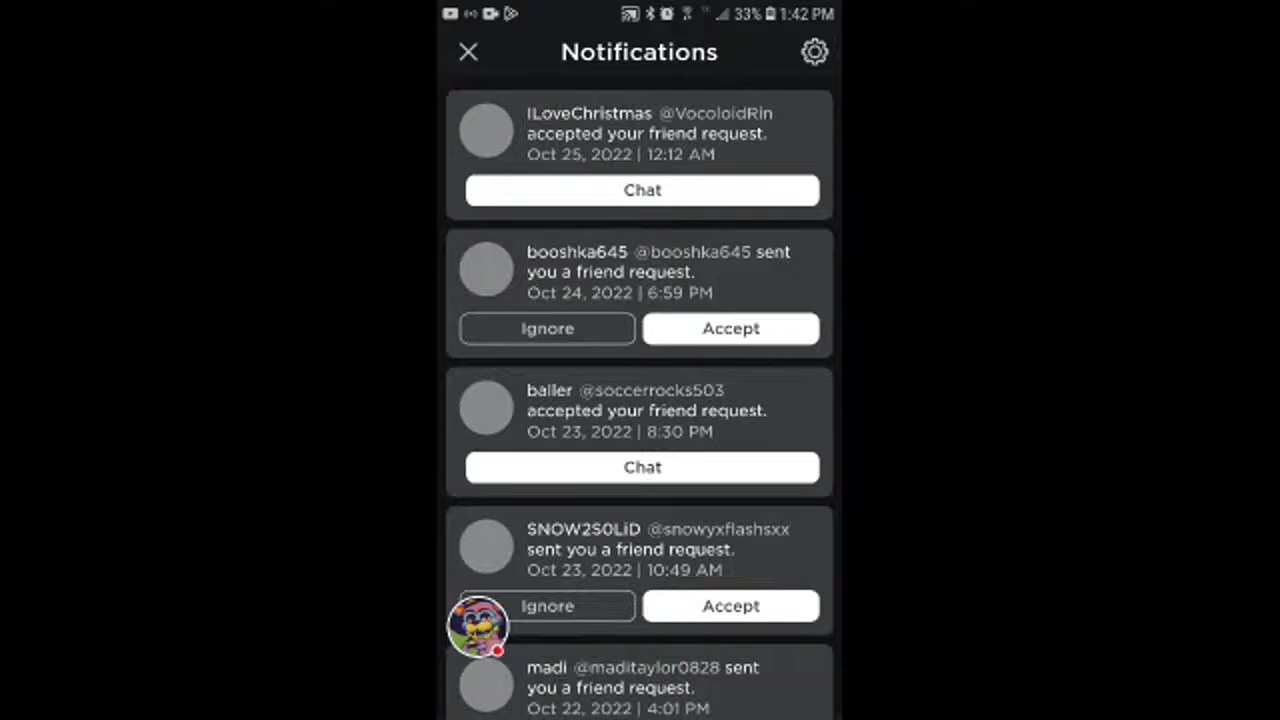 33% 1:42 PM
Notifications
ILoveChristmas @VocoloidRin
accepted your friend request.
Oct 25, 2022 | 12:12 AM
Chat
booshka645 @booshka645 sent
you a friend request.
Oct 24, 2022 | 6:59 PM
Ignore Accept
baller @soccerrocks503
accepted your friend request.
Oct 23, 2022 | 8:30 PM
Chat
SNOW2S0LiD @snowyxflashsxx
sent you a friend request.
Oct 23, 2022 | 10:49 AM
Ignore Accept
madi @maditaylor0828 sent
you a friend request.
Oct 22, 2022 | 4:01 PM